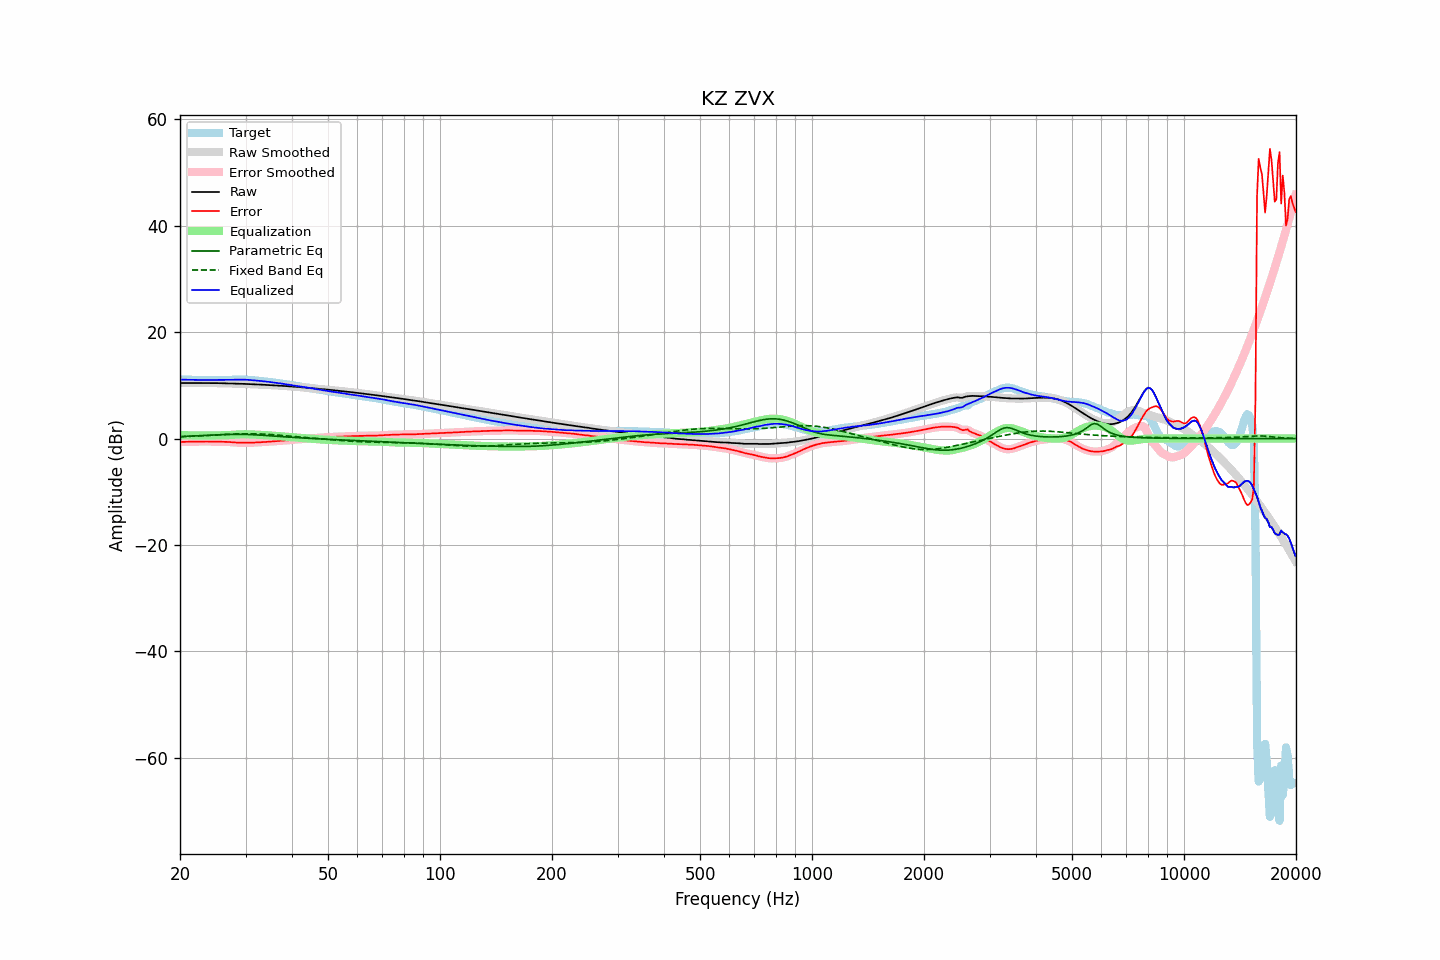 KZ ZVX
60
40
20
0
−20
−40
−60
Amplitude (dBr)
Target
Raw Smoothed
Error Smoothed
Raw
Error
Equalization
Parametric Eq
Fixed Band Eq
Equalized
20 50 100 200 500 1000 2000 5000 10000 20000
Frequency (Hz)